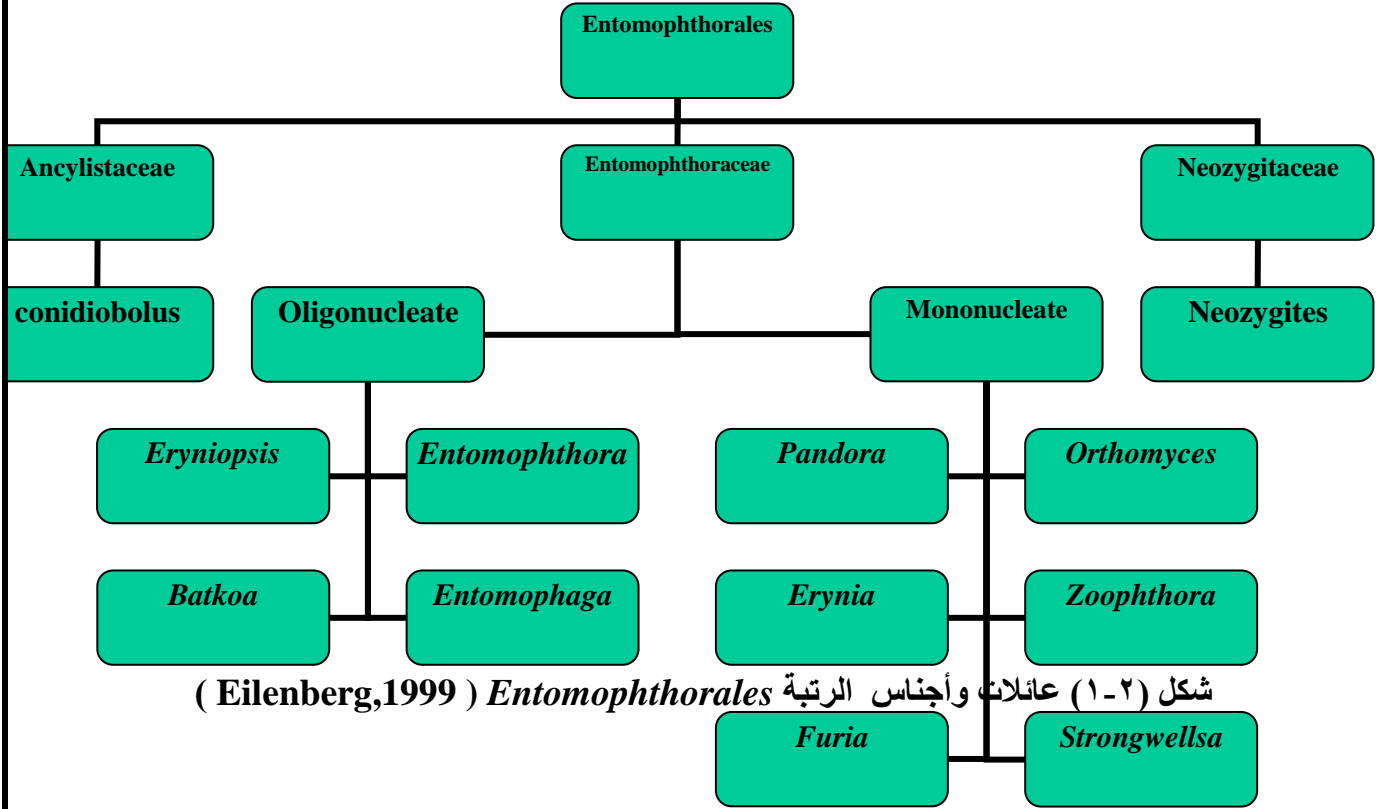 Entomophthorales
Ancylistaceae
Entomophthoraceae
Neozygitaceae
conidiobolus
Oligonucleate
Mononucleate
Neozygites
Eryniopsis
Entomophthora
Pandora
Orthomyces
Batkoa
Entomophaga
Erynia
Zoophthora
شكل (٢-١) عائلات وأجناس الرتبة Entomophthorales ( Eilenberg,1999 )
Furia
Strongwellsa